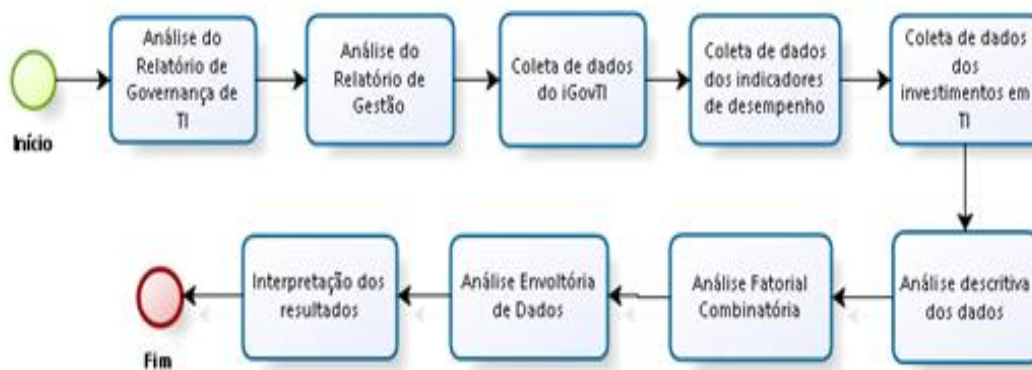 Análise do
Relatório de
Governança de
TI
Análise do
Relatório de
Gestão
Coleta de dados
do iGovTI
Coleta de dados
dos indicadores
de desempenho
Coleta de dados
dos
investimentos em
TI
Início
Interpretação dos
resultados
Análise Envoltória
de Dados
Análise Fatorial
Combinatória
Análise descritiva
dos dados
Fim